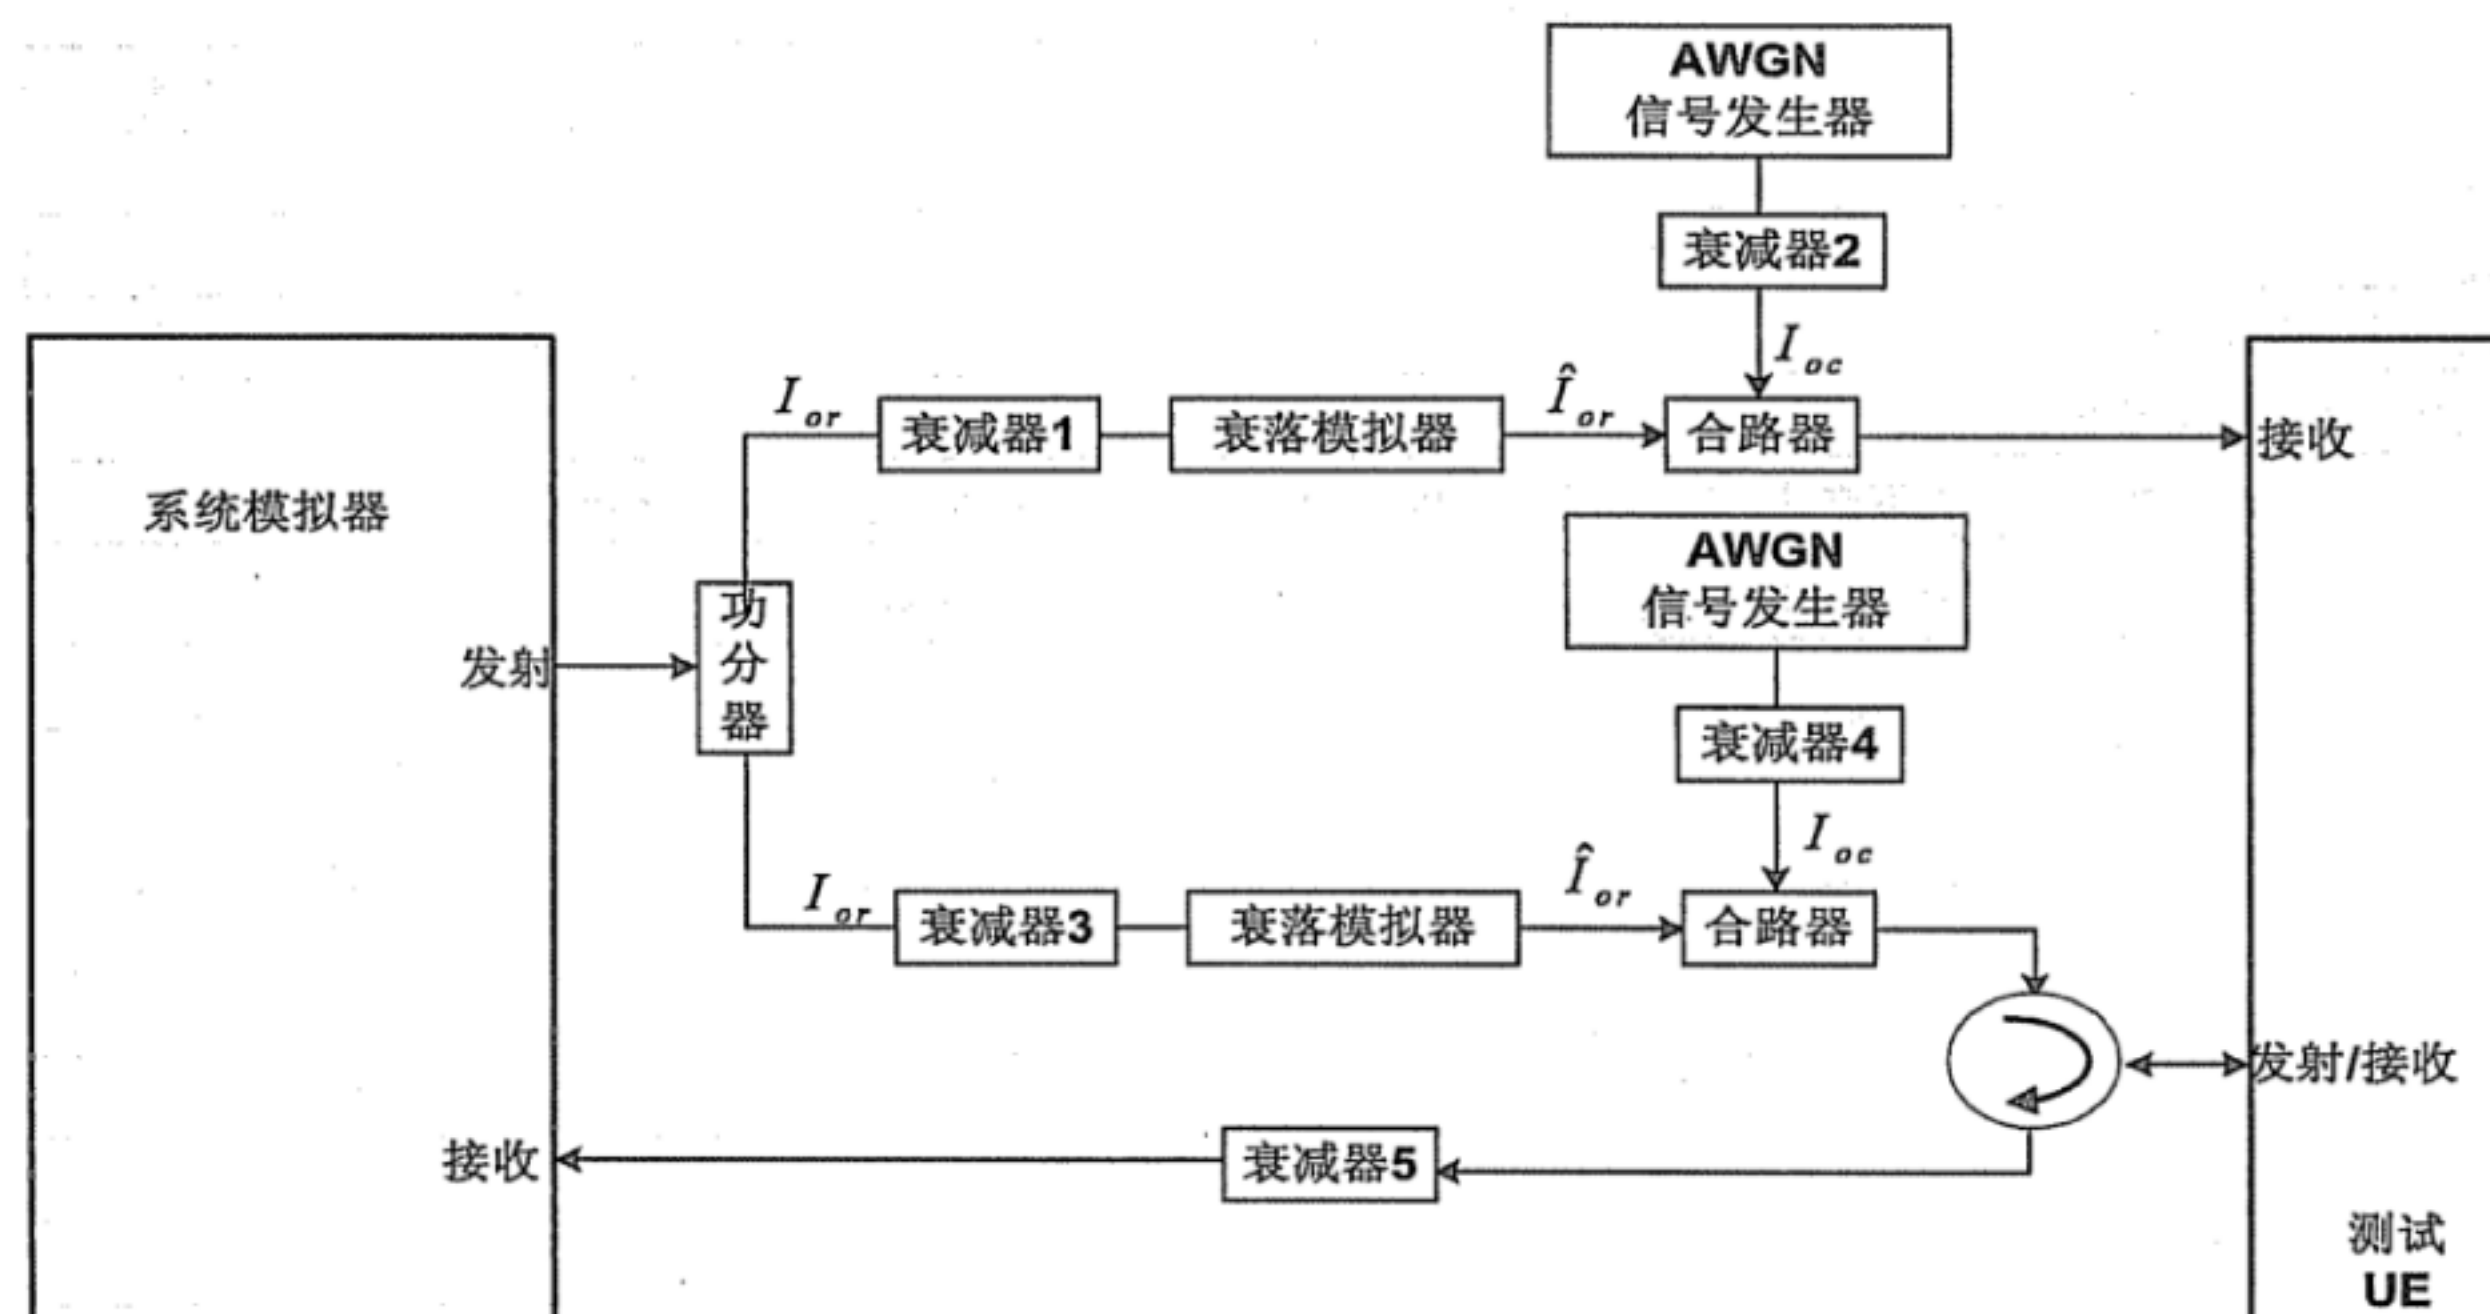 AWGN
信号发生器
衰减器2
I_oc
I_or
衰减器1
衰落模拟器
Î_or
合路器
接收
系统模拟器
AWGN
信号发生器
功
分
器
发射
衰减器4
I_oc
I_or
衰减器3
衰落模拟器
Î_or
合路器
发射/接收
接收
衰减器5
测试
UE